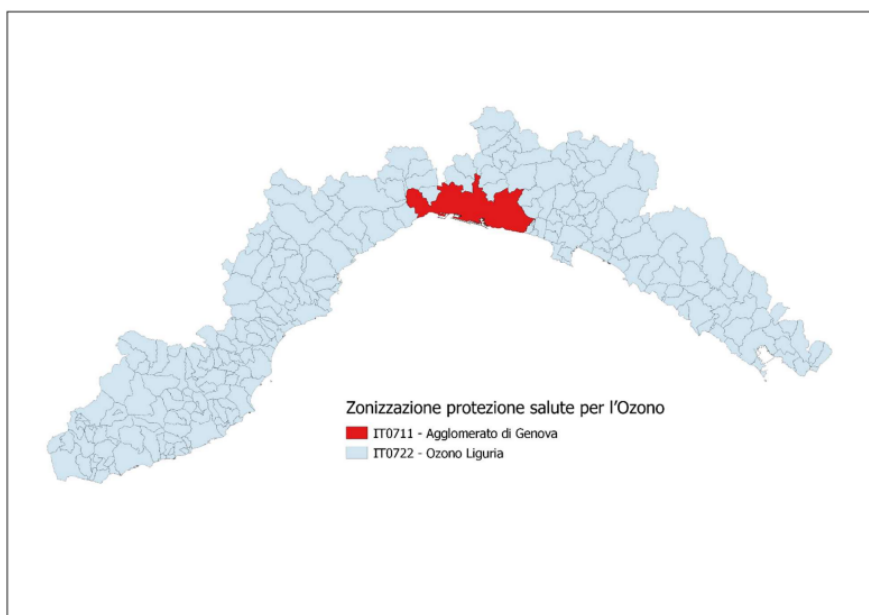 Zonizzazione protezione salute per l'Ozono
IT0711 - Agglomerato di Genova
IT0722 - Ozono Liguria